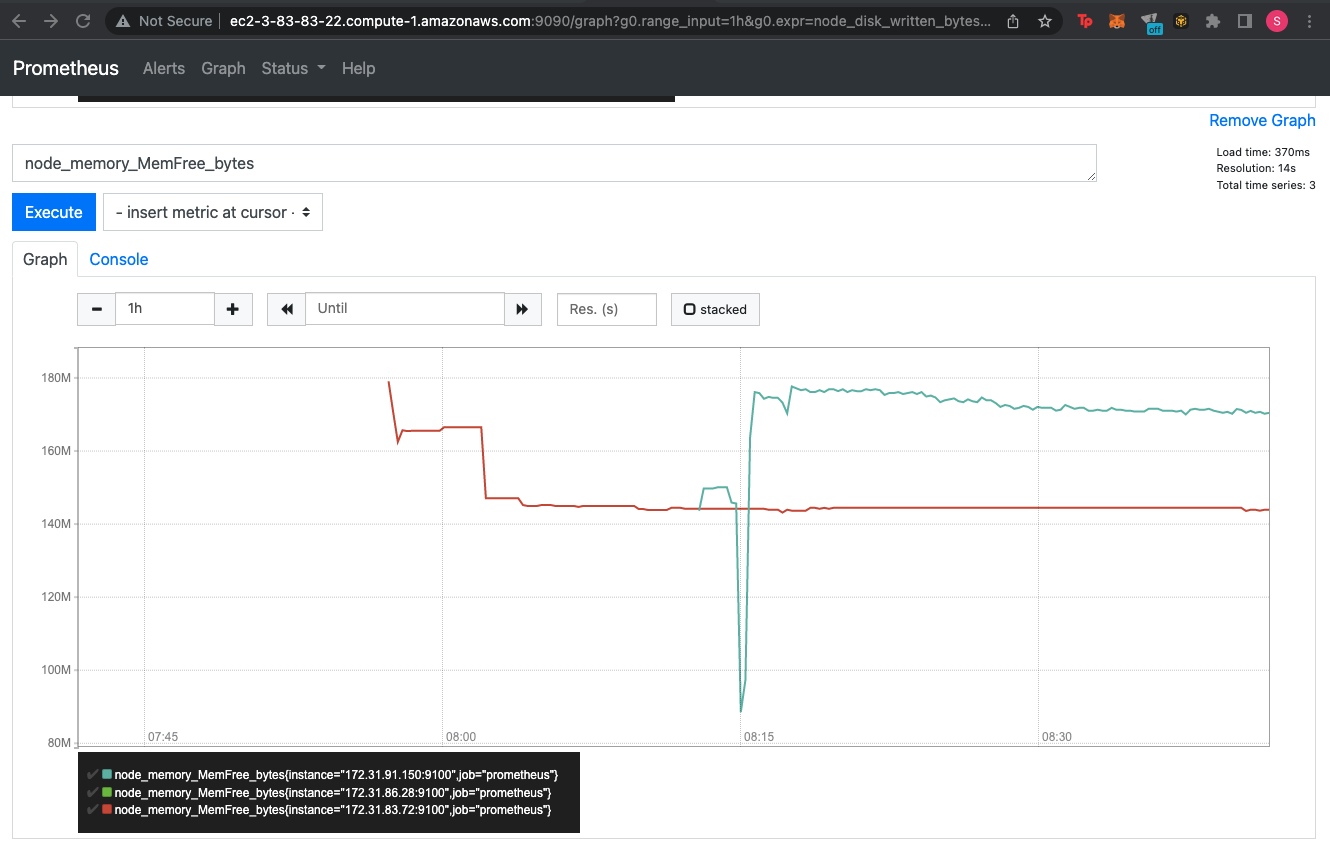 Not Secure ec2-3-83-83-22.compute-1.amazonaws.com:9090/graph?g0.range_input=1h&g0.expr=node_disk_written_bytes... Tp off S
Prometheus Alerts Graph Status Help
Remove Graph
node_memory_MemFree_bytes
Load time: 370ms
Resolution: 14s
Total time series: 3
Execute - insert metric at cursor -
Graph Console
1h Until Res. (s) stacked
180M
160M
140M
120M
100M
80M
07:45 08:00 08:15 08:30
node_memory_MemFree_bytes{instance="172.31.91.150:9100",job="prometheus"}
node_memory_MemFree_bytes{instance="172.31.86.28:9100",job="prometheus"}
node_memory_MemFree_bytes{instance="172.31.83.72:9100",job="prometheus"}